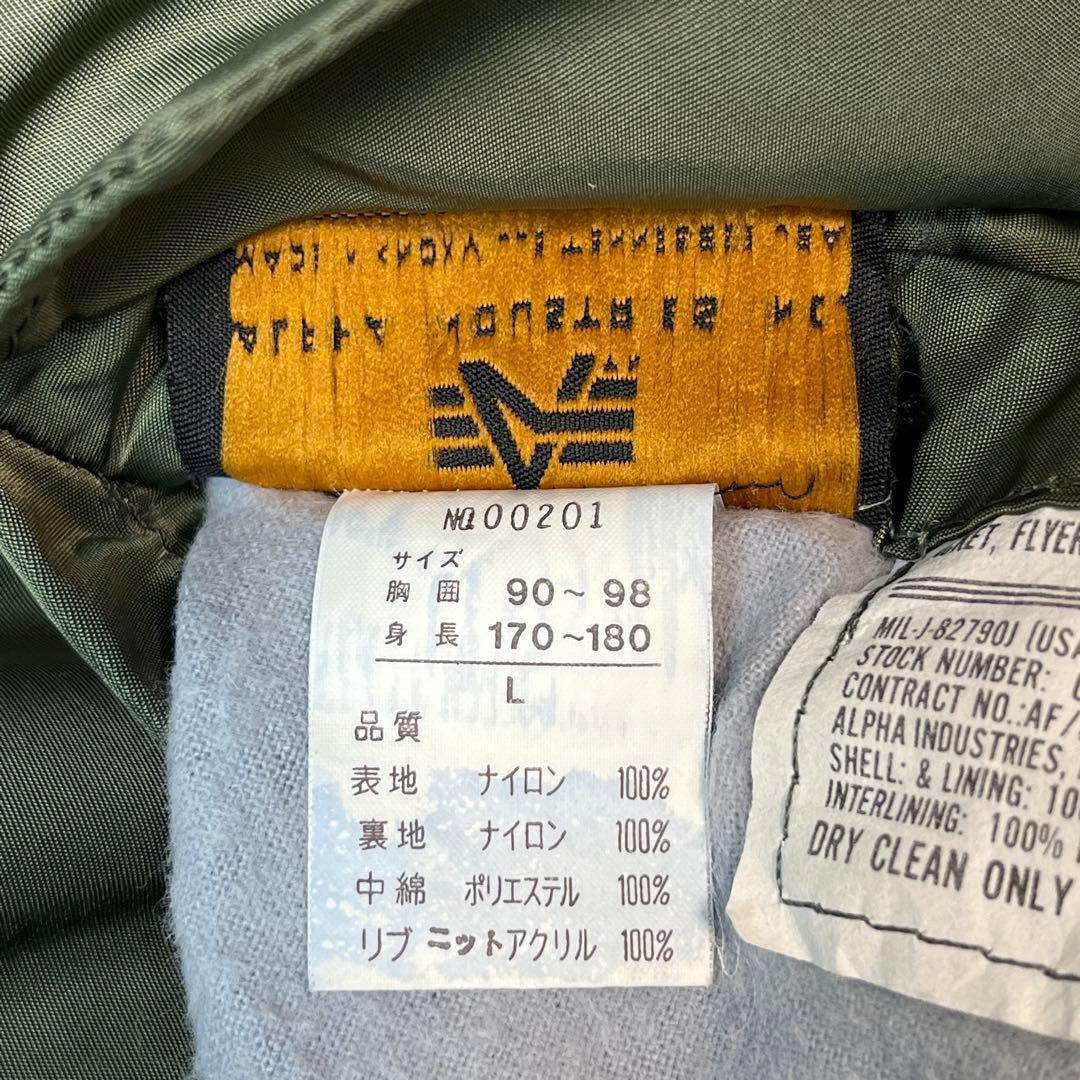 №00201
サイズ
胸囲 90~98
身長 170~180
L
品質
表地 ナイロン 100%
裏地 ナイロン 100%
中綿 ポリエステル 100%
リブ ニットアクリル 100%
FLYER
MIL-J-8279OJ (USA
STOCK NUMBER:
CONTRACT NO.:AF/
ALPHA INDUSTRIES,
SHELL: & LINING:
INTERLINING: 100%
DRY CLEAN ONLY